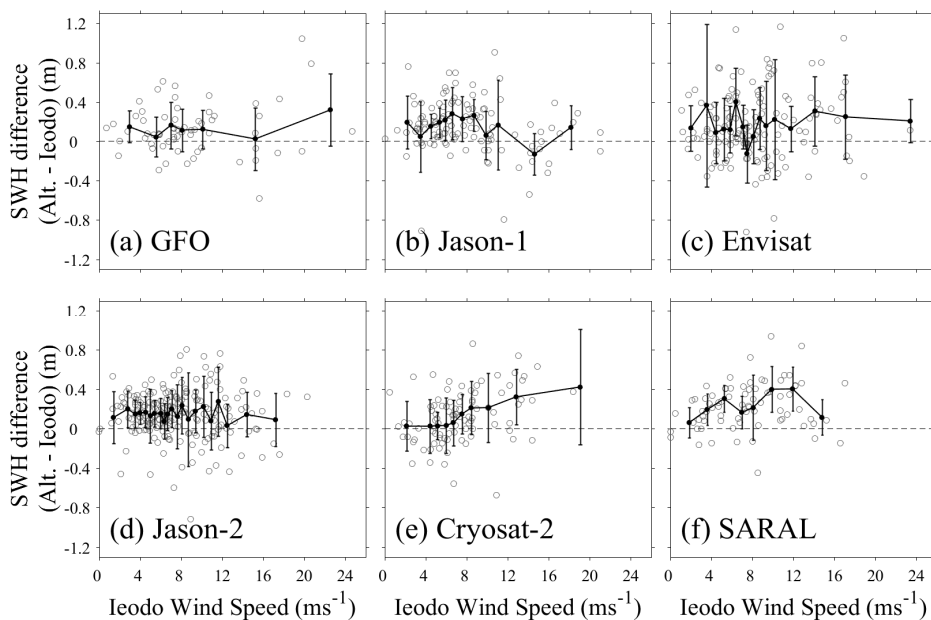 1.2
0.8
0.4
0
-0.4
-0.8
-1.2
SWH difference
(Alt. - Ieodo) (m)
(a) GFO
(b) Jason-1
(c) Envisat
1.2
0.8
0.4
0
-0.4
-0.8
-1.2
SWH difference
(Alt. - Ieodo) (m)
(d) Jason-2
(e) Cryosat-2
(f) SARAL
0 4 8 12 16 20 24
0 4 8 12 16 20 24
0 4 8 12 16 20 24
Ieodo Wind Speed (ms⁻¹)
Ieodo Wind Speed (ms⁻¹)
Ieodo Wind Speed (ms⁻¹)